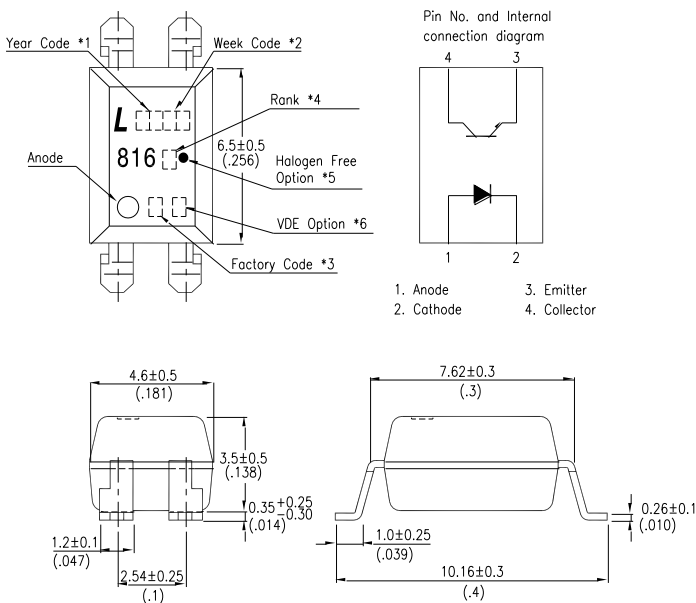 Pin No. and Internal
connection diagram
Year Code *1
Week Code *2
4
3
L
Rank *4
816
6.5±0.5
(.256)
Anode
Halogen Free
Option *5
VDE Option *6
Factory Code *3
1
2
1. Anode
2. Cathode
3. Emitter
4. Collector
4.6±0.5
(.181)
7.62±0.3
(.3)
3.5±0.5
(.138)
0.35+0.25
-0.30
(.014)
0.26±0.1
(.010)
1.2±0.1
(.047)
1.0±0.25
(.039)
2.54±0.25
(.1)
10.16±0.3
(.4)